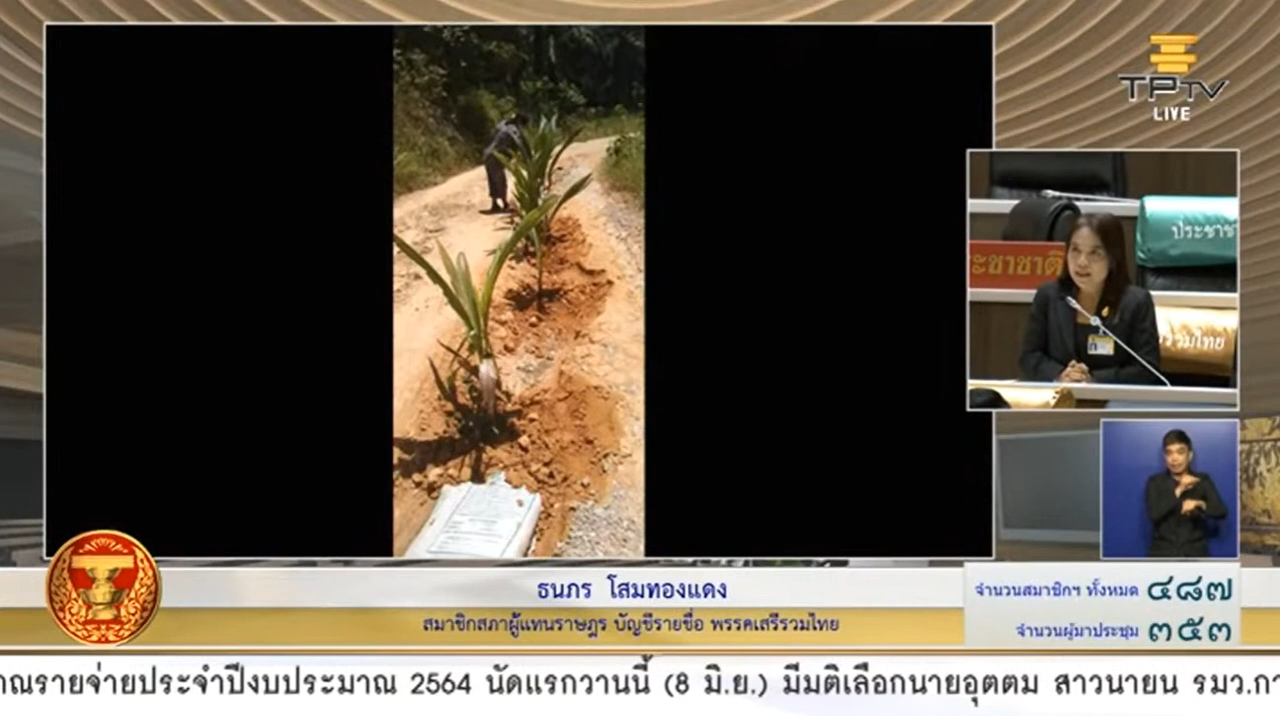 TPTV
LIVE
ประชาช
ระชาชาติ
รวมไทย
ธนภร โสมทองแดง
สมาชิกสภาผู้แทนราษฎร บัญชีรายชื่อ พรรคเสรีรวมไทย
จำนวนสมาชิกฯ ทั้งหมด ๔๘๗
จำนวนผู้มาประชุม ๓๕๓
าณรายจ่ายประจำปีงบประมาณ 2564 นัดแรกวานนี้ (8 มิ.ย.) มีมติเลือกนายอุตตม สาวนายน รมว.กา